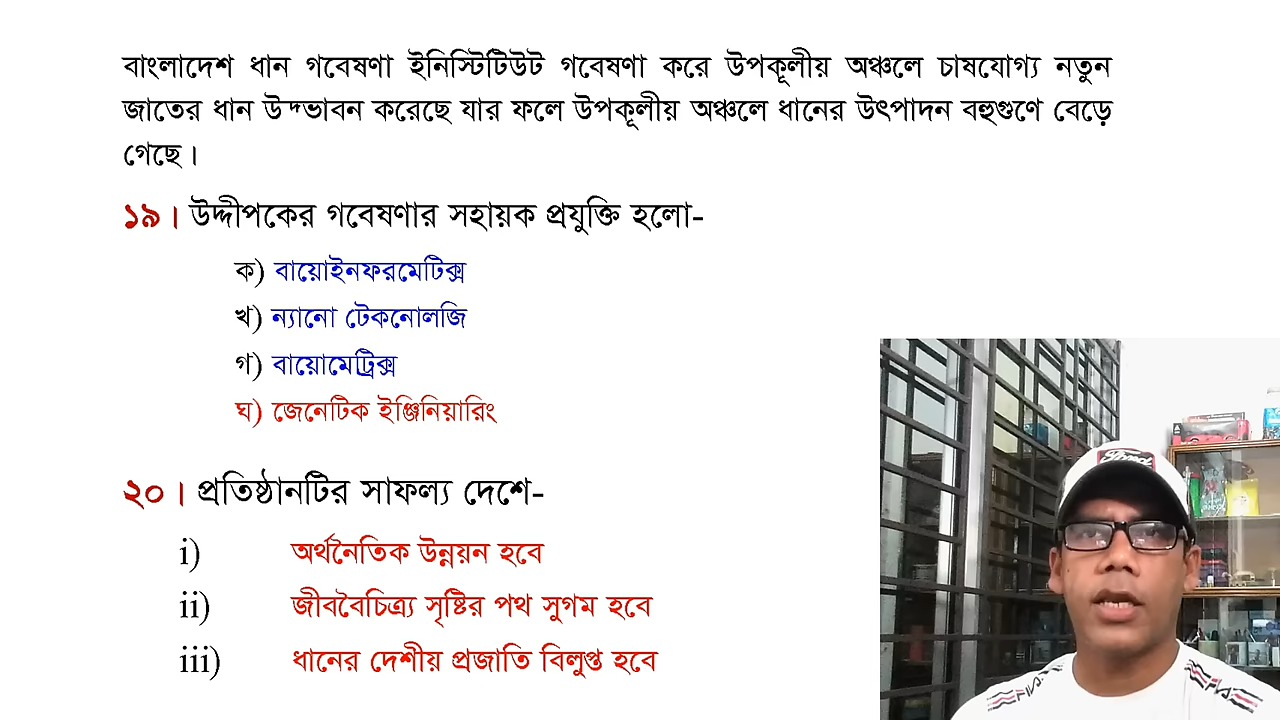 বাংলাদেশ ধান গবেষণা ইনিস্টিটিউট গবেষণা করে উপকূলীয় অঞ্চলে চাষযোগ্য নতুন
জাতের ধান উদ্ভাবন করেছে যার ফলে উপকূলীয় অঞ্চলে ধানের উৎপাদন বহুগুণে বেড়ে
গেছে।
১৯। উদ্দীপকের গবেষণার সহায়ক প্রযুক্তি হলো-
ক) বায়োইনফরমেটিক্স
খ) ন্যানো টেকনোলজি
গ) বায়োমেট্রিক্স
ঘ) জেনেটিক ইঞ্জিনিয়ারিং
২০। প্রতিষ্ঠানটির সাফল্য দেশে-
i) অর্থনৈতিক উন্নয়ন হবে
ii) জীববৈচিত্র্য সৃষ্টির পথ সুগম হবে
iii) ধানের দেশীয় প্রজাতি বিলুপ্ত হবে